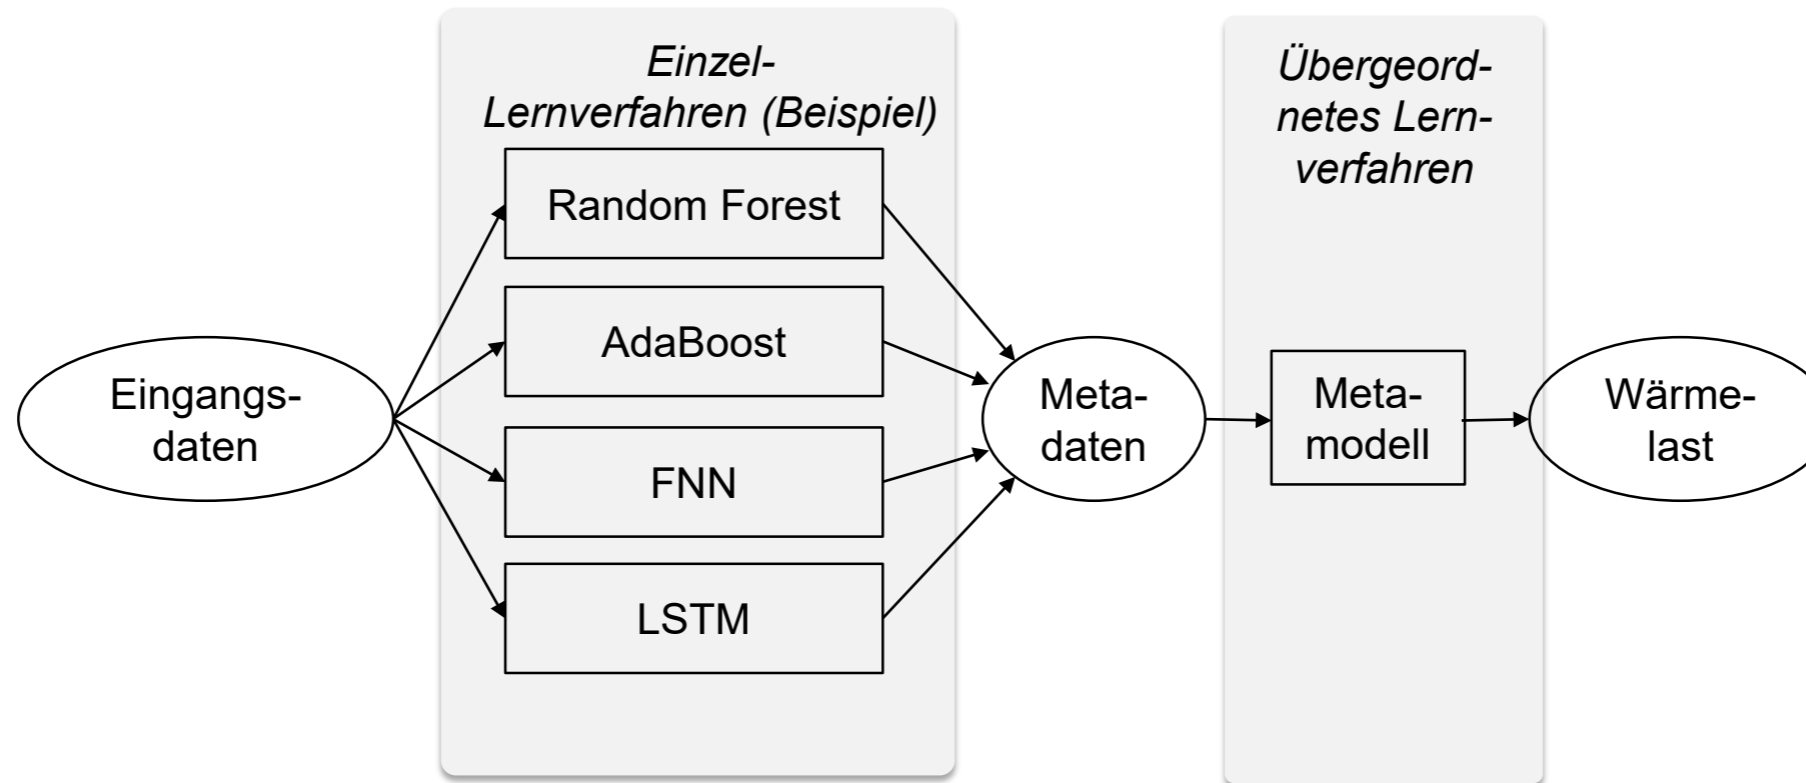 Einzel-
Lernverfahren (Beispiel)
Random Forest
AdaBoost
FNN
LSTM
Eingangs-
daten
Meta-
daten
Übergeord-
netes Lern-
verfahren
Meta-
modell
Wärme-
last